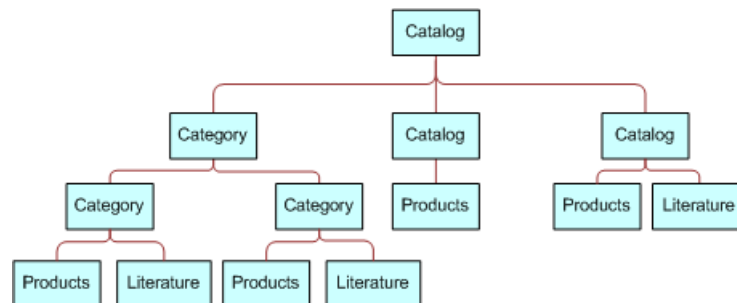 Catalog
Category
Catalog
Catalog
Category
Category
Products
Products
Literature
Products
Literature
Products
Literature